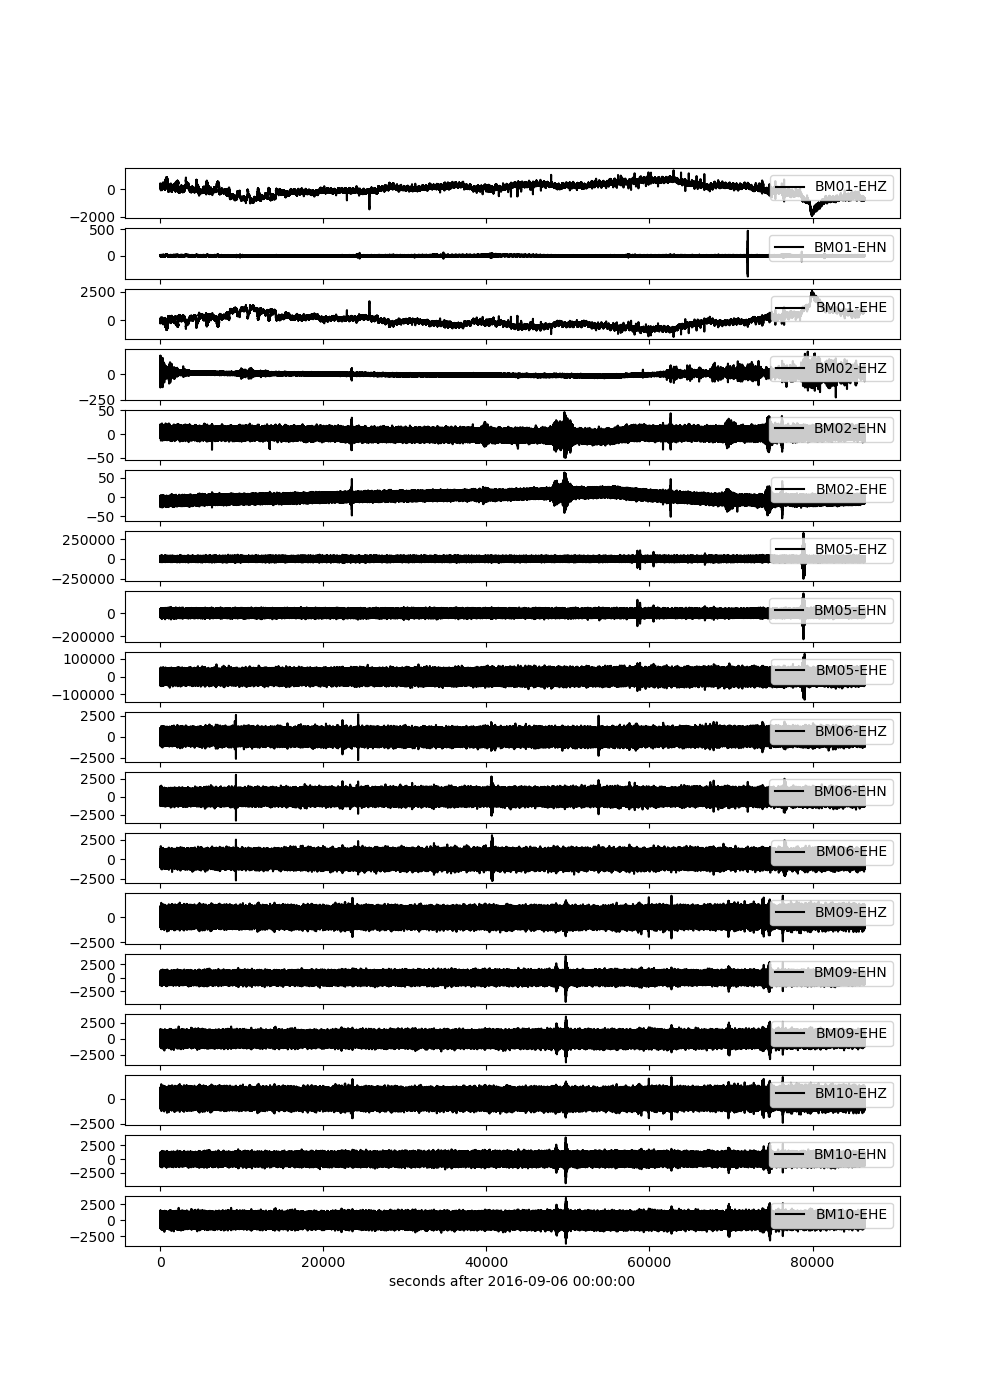 0
−2000
BM01-EHZ
500
0
BM01-EHN
2500
0
BM01-EHE
0
−250
BM02-EHZ
50
0
−50
BM02-EHN
50
0
−50
BM02-EHE
250000
0
−250000
BM05-EHZ
0
−200000
BM05-EHN
100000
0
−100000
BM05-EHE
2500
0
−2500
BM06-EHZ
2500
0
−2500
BM06-EHN
2500
0
−2500
BM06-EHE
0
−2500
BM09-EHZ
2500
0
−2500
BM09-EHN
2500
0
−2500
BM09-EHE
0
−2500
BM10-EHZ
2500
0
−2500
BM10-EHN
2500
0
−2500
BM10-EHE
0 20000 40000 60000 80000
seconds after 2016-09-06 00:00:00